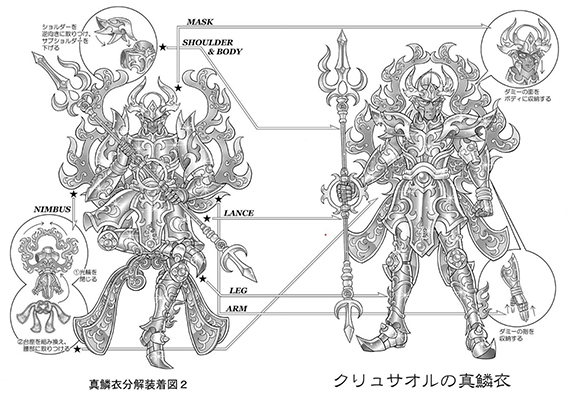 ショルダーを
逆向きに取りつけ、
サブショルダーを
下げる
MASK
SHOULDER
& BODY
ダミーの面を
ボディに収納する
NIMBUS
LANCE
①光輪を
閉じる
LEG
ARM
②台座を組み換え、
腰部に取りつける
ダミーの腕を
収納する
真鱗衣分解装着図2
クリュサオルの真鱗衣